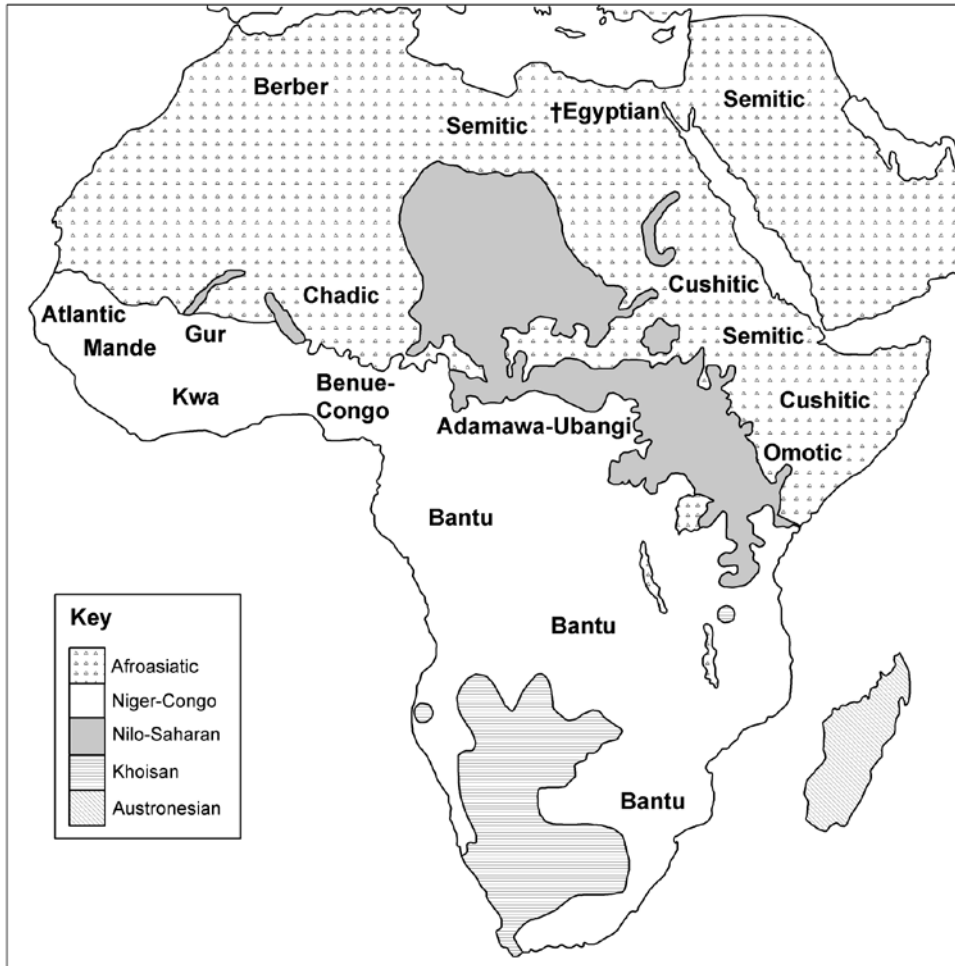 Berber
Semitic
†Egyptian
Semitic
Chadic
Cushitic
Atlantic
Mande
Gur
Semitic
Kwa
Benue-
Congo
Adamawa-Ubangi
Cushitic
Omotic
Bantu
Bantu
Bantu
Key
Afroasiatic
Niger-Congo
Nilo-Saharan
Khoisan
Austronesian